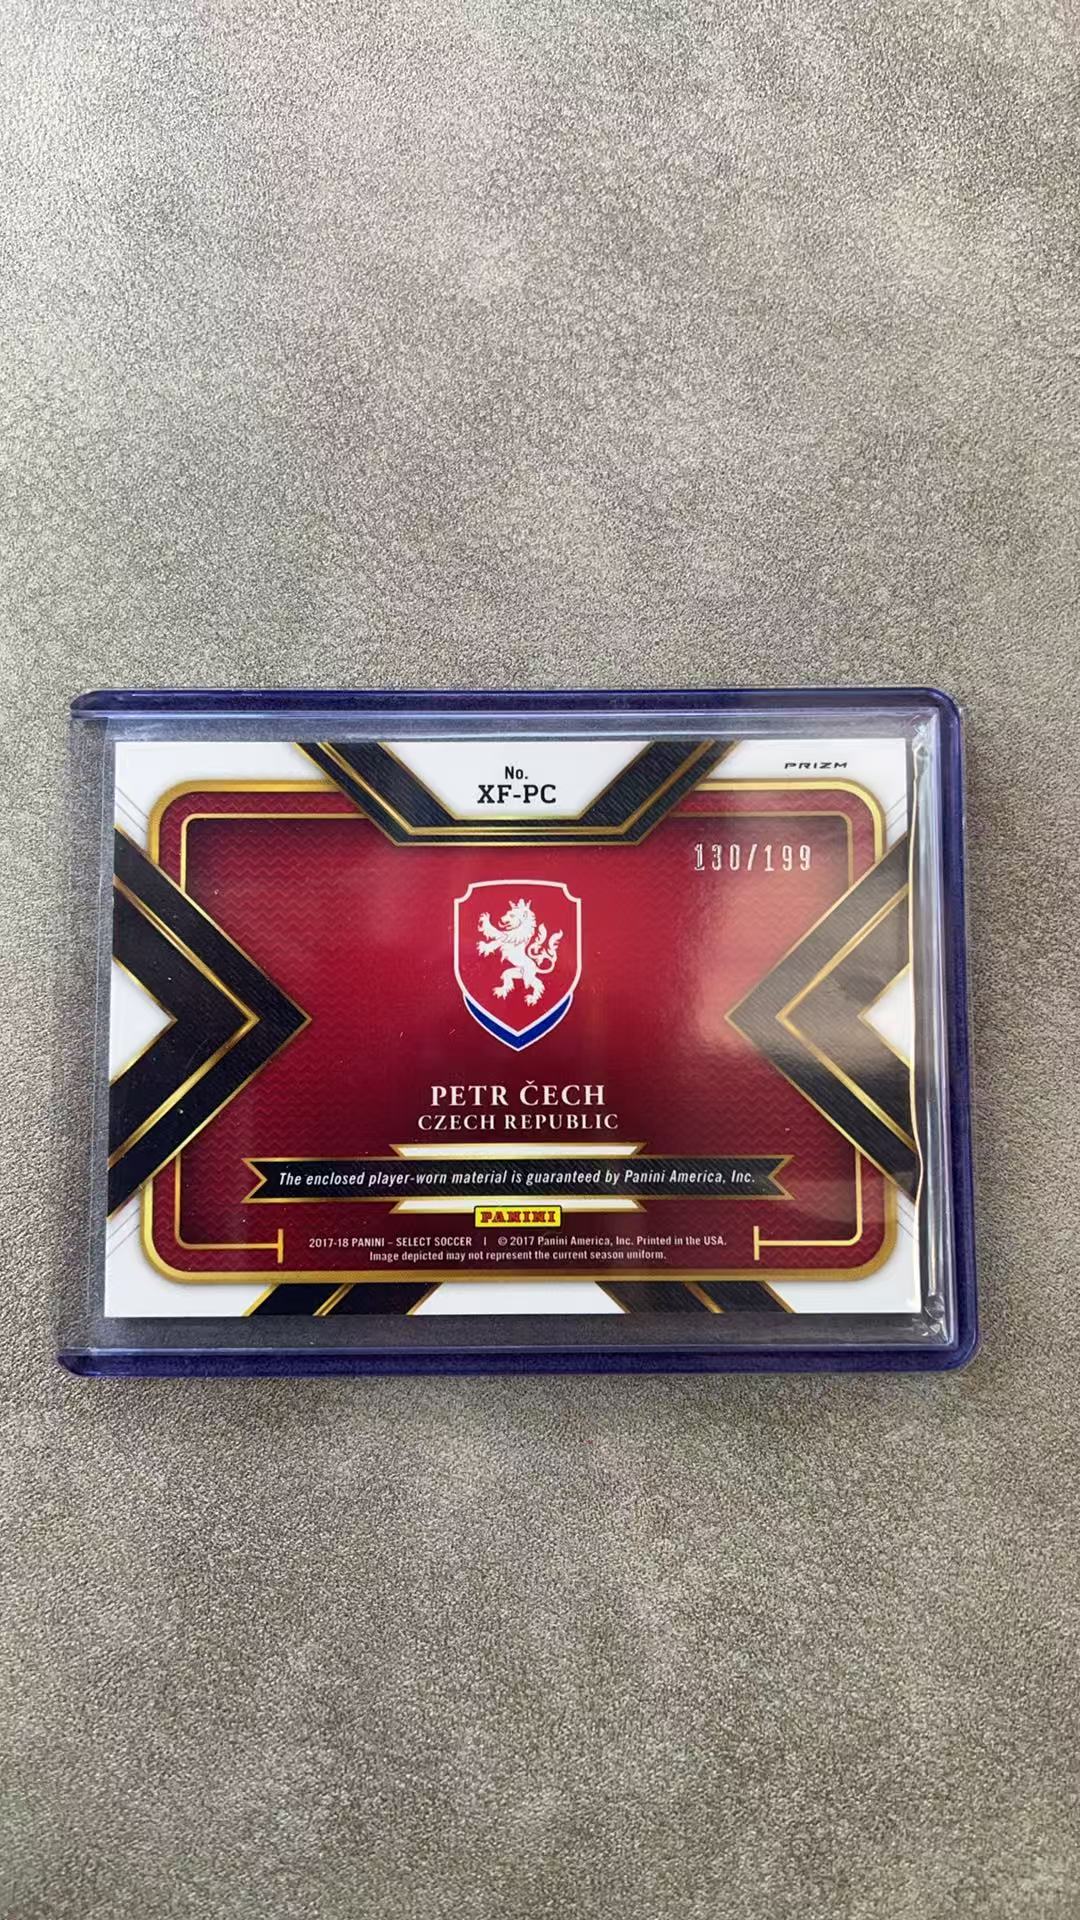 No.
XF-PC
PRIZM
130/199
PETR ČECH
CZECH REPUBLIC
The enclosed player-worn material is guaranteed by Panini America, Inc.
PANINI
2017-18 PANINI – SELECT SOCCER | © 2017 Panini America, Inc. Printed in the USA.
Image depicted may not represent the current season uniform.